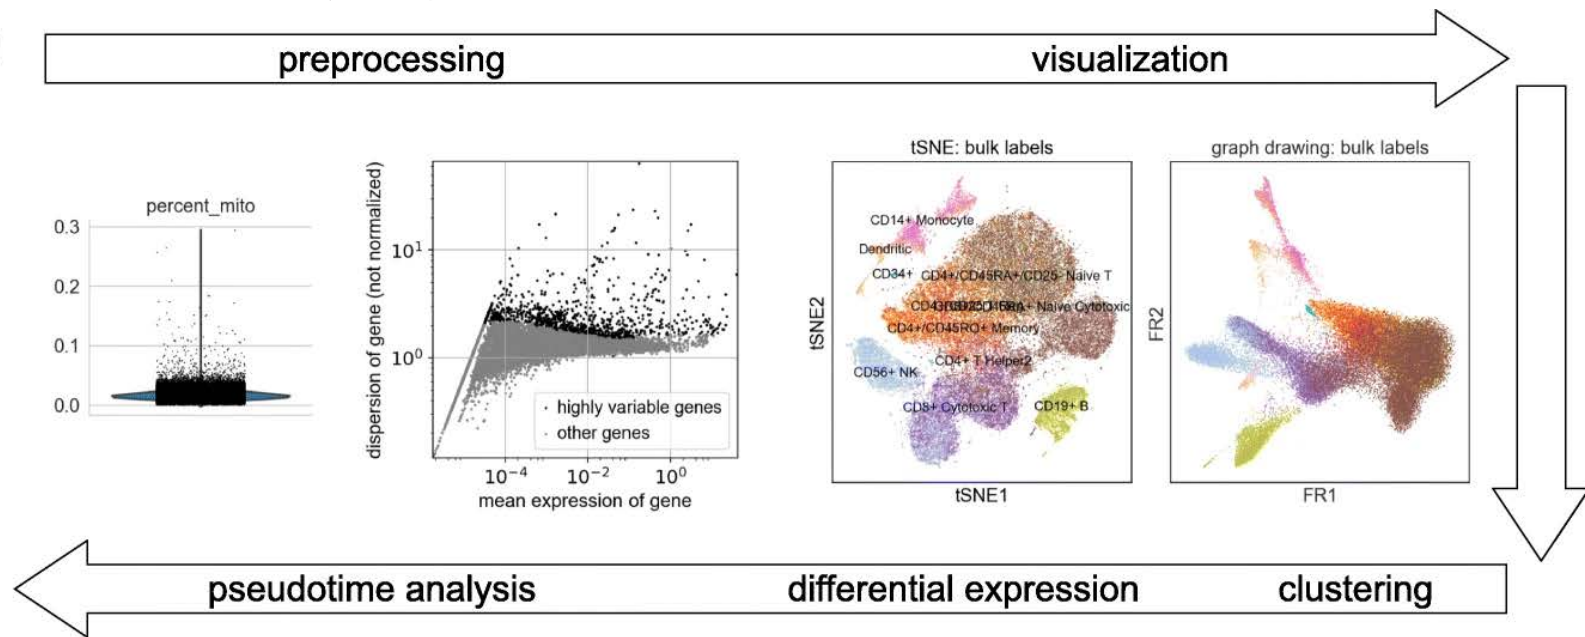 preprocessing
visualization
percent_mito
0.3
0.2
0.1
0.0
dispersion of gene (not normalized)
10¹
10⁰
highly variable genes
other genes
10⁻⁴ 10⁻² 10⁰
mean expression of gene
tSNE: bulk labels
tSNE2
CD14+ Monocyte
Dendritic
CD34+
CD4+/CD45RA+/CD25- Naive T
Naive Cytotoxic
CD4+/CD45RO+ Memory
CD4+ T Helper2
CD56+ NK
CD8+ Cytotoxic T
CD19+ B
tSNE1
graph drawing: bulk labels
FR2
FR1
pseudotime analysis
differential expression
clustering